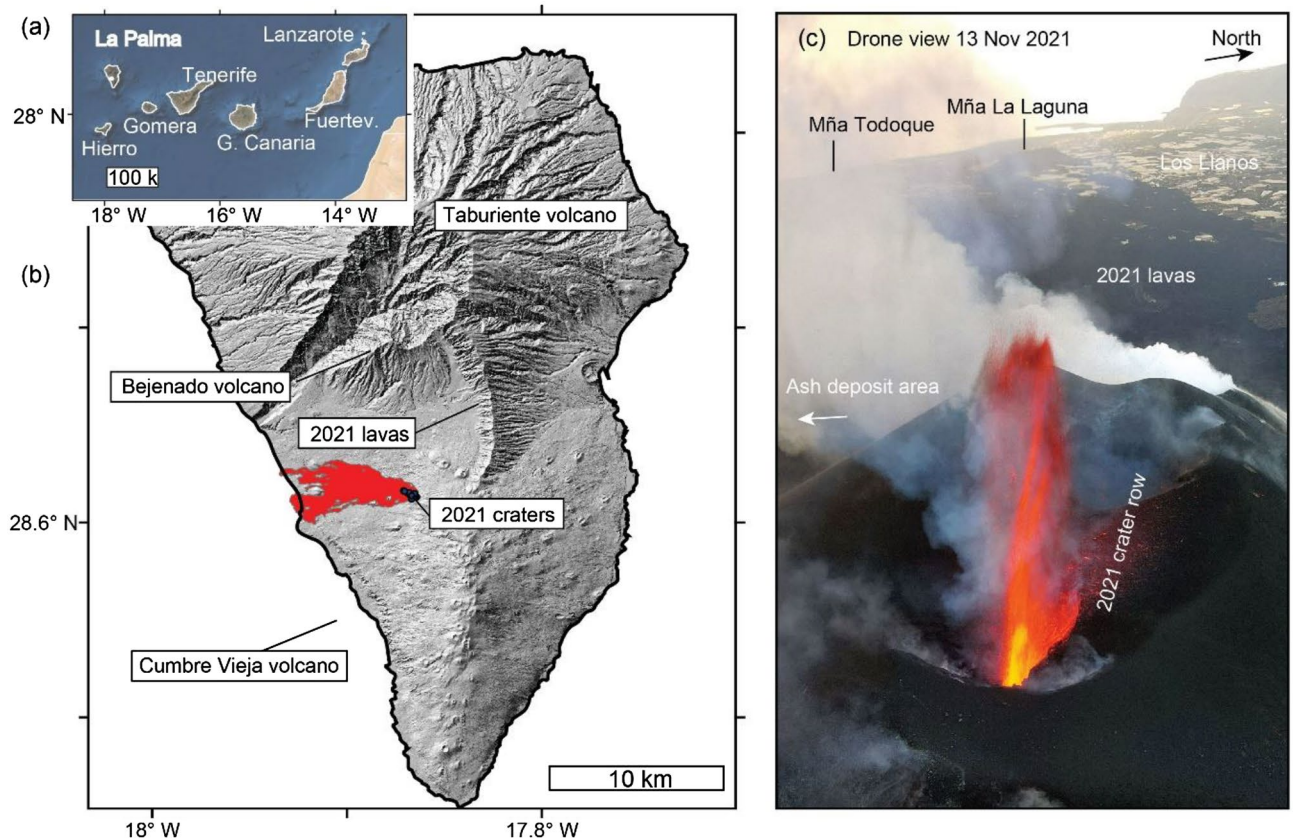 (a)
La Palma
Lanzarote
Tenerife
Gomera
Fuertev.
G. Canaria
Hierro
100 k
28° N
18° W
16° W
14° W
(b)
Taburiente volcano
Bejenado volcano
2021 lavas
2021 craters
28.6° N
Cumbre Vieja volcano
10 km
18° W
17.8° W
(c)
Drone view 13 Nov 2021
North
Mña La Laguna
Mña Todoque
Los Llanos
2021 lavas
Ash deposit area
2021 crater row